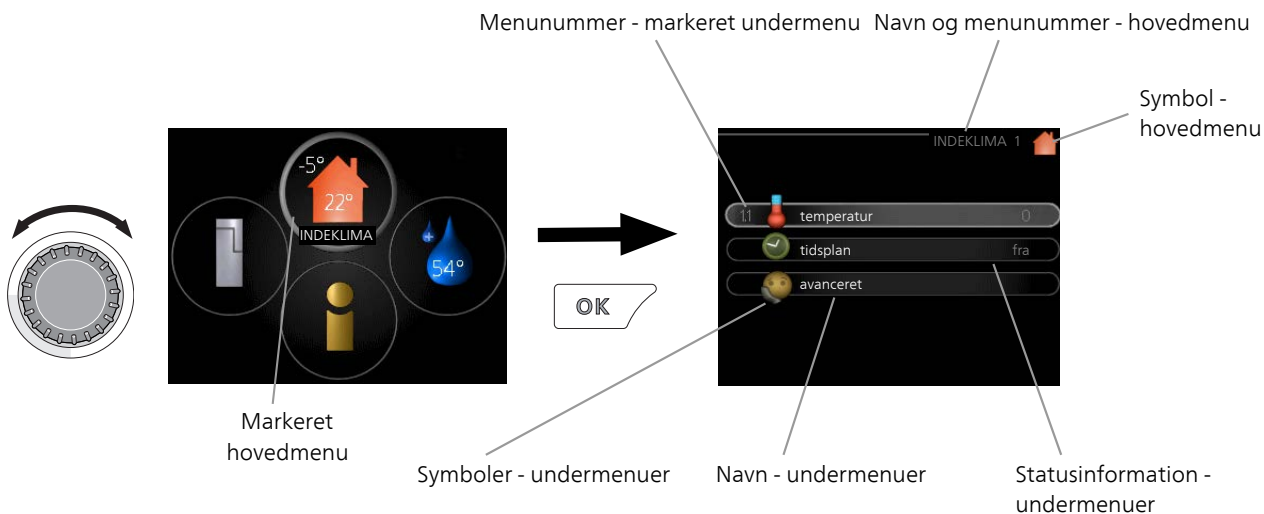 Menunummer - markeret undermenu
Navn og menunummer - hovedmenu
Symbol -
hovedmenu
-5°
22°
INDEKLIMA
54°
OK
INDEKLIMA 1
1.1 temperatur 0
tidsplan fra
avanceret
Markeret
hovedmenu
Symboler - undermenuer
Navn - undermenuer
Statusinformation -
undermenuer